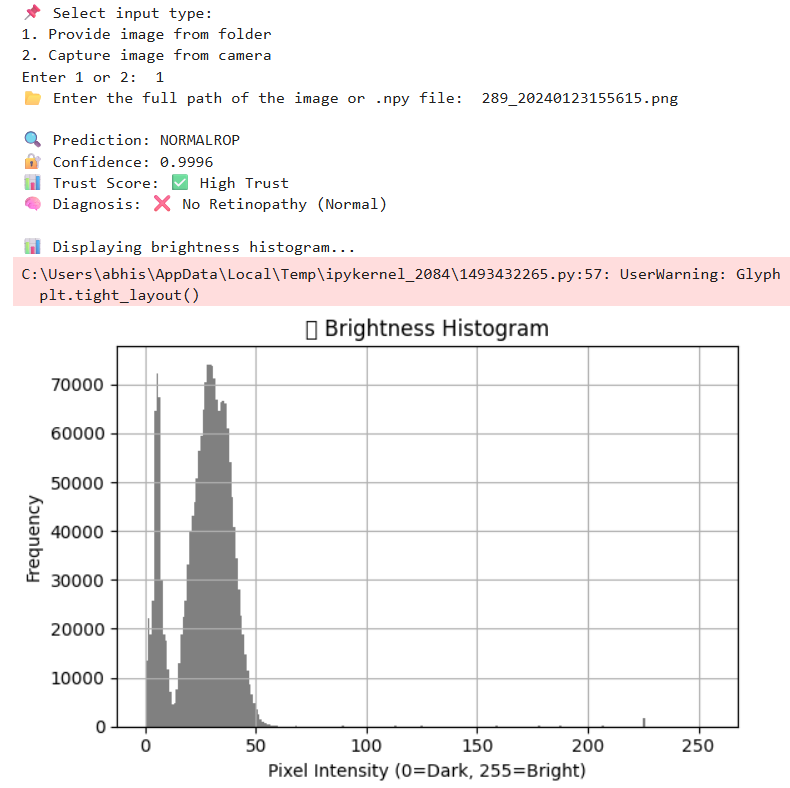 📌 Select input type:
1. Provide image from folder
2. Capture image from camera
Enter 1 or 2:  1
📂 Enter the full path of the image or .npy file:  289_20240123155615.png
🔍 Prediction: NORMALROP
🔐 Confidence: 0.9996
📊 Trust Score: ✅ High Trust
🧠 Diagnosis: ❌ No Retinopathy (Normal)
📊 Displaying brightness histogram...
C:\Users\abhis\AppData\Local\Temp\ipykernel_2084\1493432265.py:57: UserWarning: Glyph
  plt.tight_layout()
▯ Brightness Histogram
70000
60000
50000
40000
30000
20000
10000
0
Frequency
0 50 100 150 200 250
Pixel Intensity (0=Dark, 255=Bright)